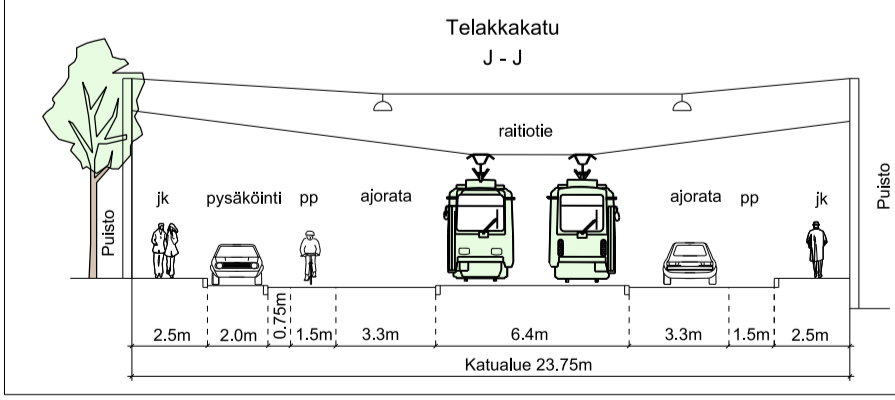 Telakkakatu
J - J
raitiotie
jk pysäköinti pp ajorata ajorata pp jk
Puisto
Puisto
2.5m 2.0m 0.75m 1.5m 3.3m 6.4m 3.3m 1.5m 2.5m
Katualue 23.75m